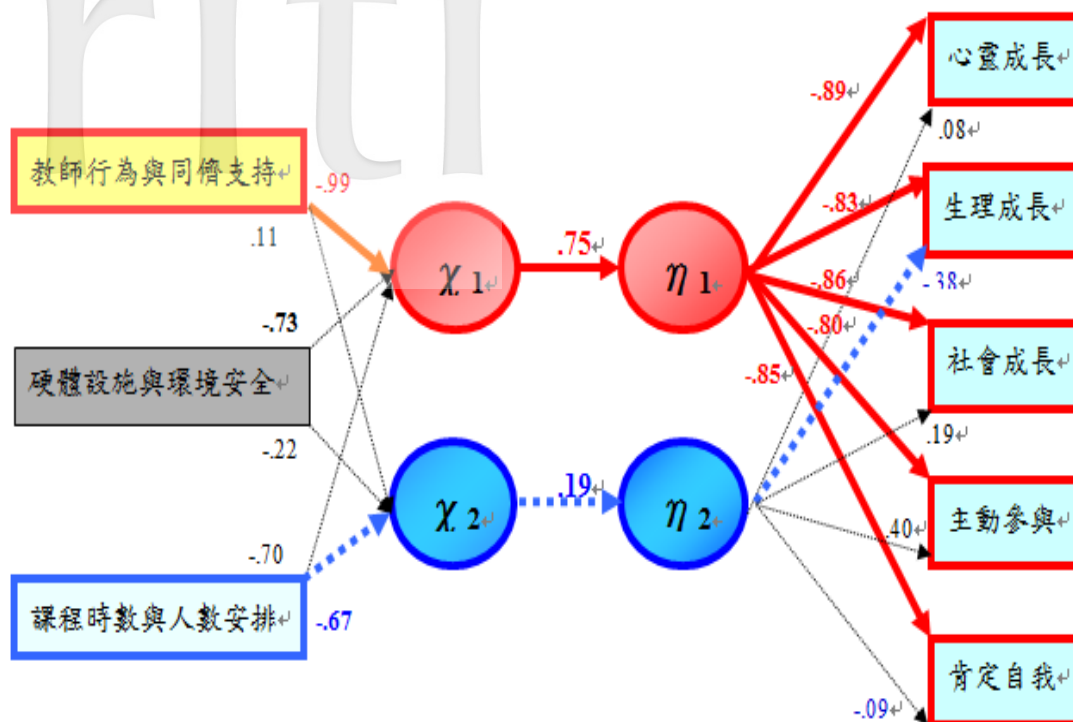 riti
心靈成長
-.89
.08
教師行為與同儕支持
-.99
生理成長
-.83
.11
.75
χ 1
η 1
-.86
-.38
-.73
-.80
社會成長
硬體設施與環境安全
-.85
.19
-.22
.19
χ 2
η 2
主動參與
.40
-.70
課程時數與人數安排
-.67
肯定自我
-.09